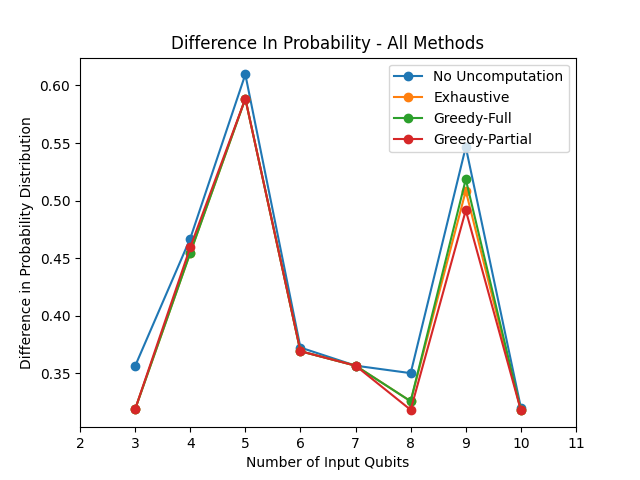 Difference In Probability - All Methods
No Uncomputation
Exhaustive
Greedy-Full
Greedy-Partial
Difference in Probability Distribution
0.60
0.55
0.50
0.45
0.40
0.35
2 3 4 5 6 7 8 9 10 11
Number of Input Qubits